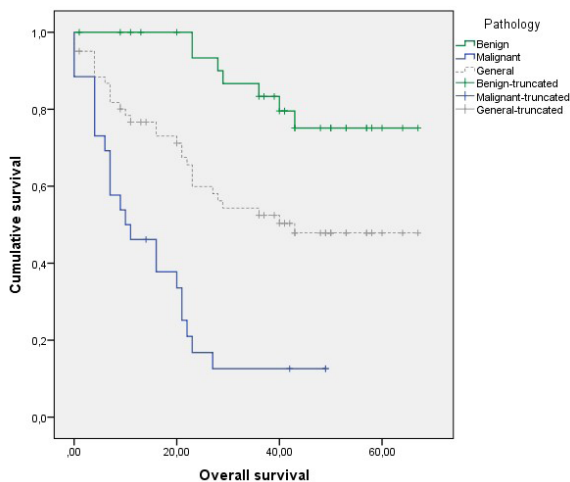 Pathology
Benign
Malignant
General
Benign-truncated
Malignant-truncated
General-truncated
Cumulative survival
1,0
0,8
0,6
0,4
0,2
0,0
,00
20,00
40,00
60,00
Overall survival